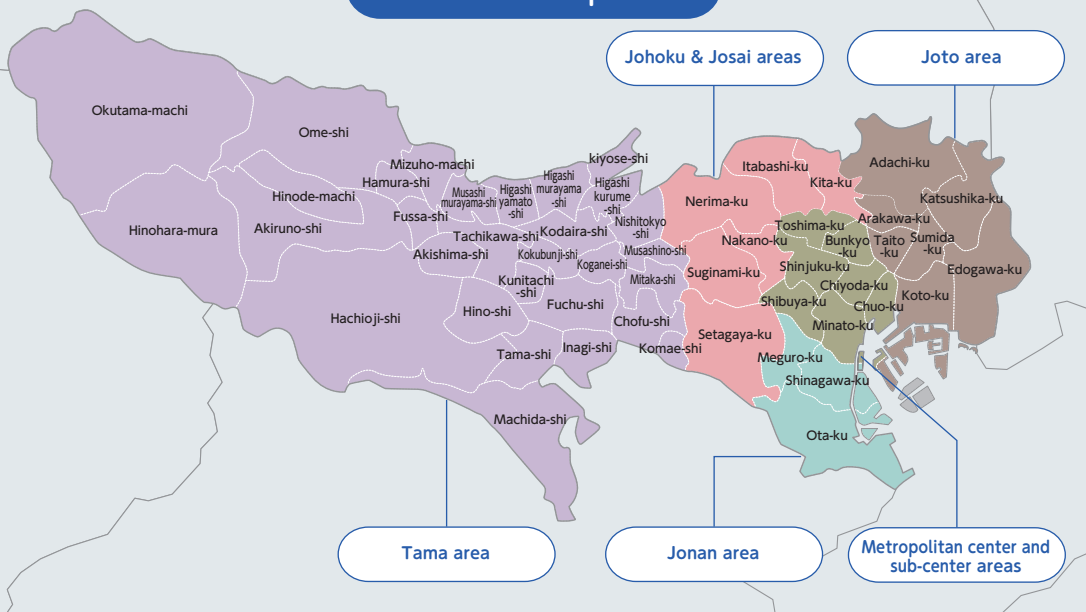 Johoku & Josai areas
Joto area
Okutama-machi
Ome-shi
Mizuho-machi
Hamura-shi
Hinode-machi
Fussa-shi
Musashi
murayama-shi
Higashi
yamato
-shi
Higashi
murayama
-shi
kiyose-shi
Higashi
kurume
-shi
Nishitokyo
-shi
Hinohara-mura
Akiruno-shi
Akishima-shi
Tachikawa-shi
Kodaira-shi
Kokubunji-shi
Koganei-shi
Musashino-shi
Mitaka-shi
Kunitachi
-shi
Hachioji-shi
Hino-shi
Fuchu-shi
Chofu-shi
Tama-shi
Inagi-shi
Komae-shi
Machida-shi
Itabashi-ku
Kita-ku
Nerima-ku
Nakano-ku
Suginami-ku
Setagaya-ku
Adachi-ku
Katsushika-ku
Arakawa-ku
Taito
-ku
Sumida
-ku
Edogawa-ku
Koto-ku
Toshima-ku
Bunkyo
-ku
Shinjuku-ku
Chiyoda-ku
Chuo-ku
Shibuya-ku
Minato-ku
Meguro-ku
Shinagawa-ku
Ota-ku
Tama area
Jonan area
Metropolitan center and
sub-center areas